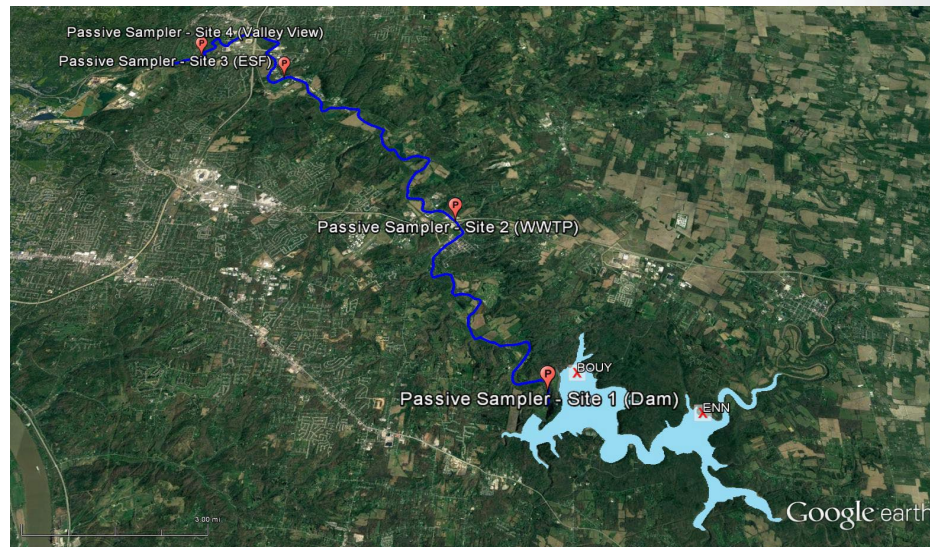 Passive Sampler - Site 4 (Valley View)
P
Passive Sampler - Site 3 (ESF)
P
P
Passive Sampler - Site 2 (WWTP)
P
X BOUY
Passive Sampler - Site 1 (Dam)
X ENN
Google earth
3.00 mi